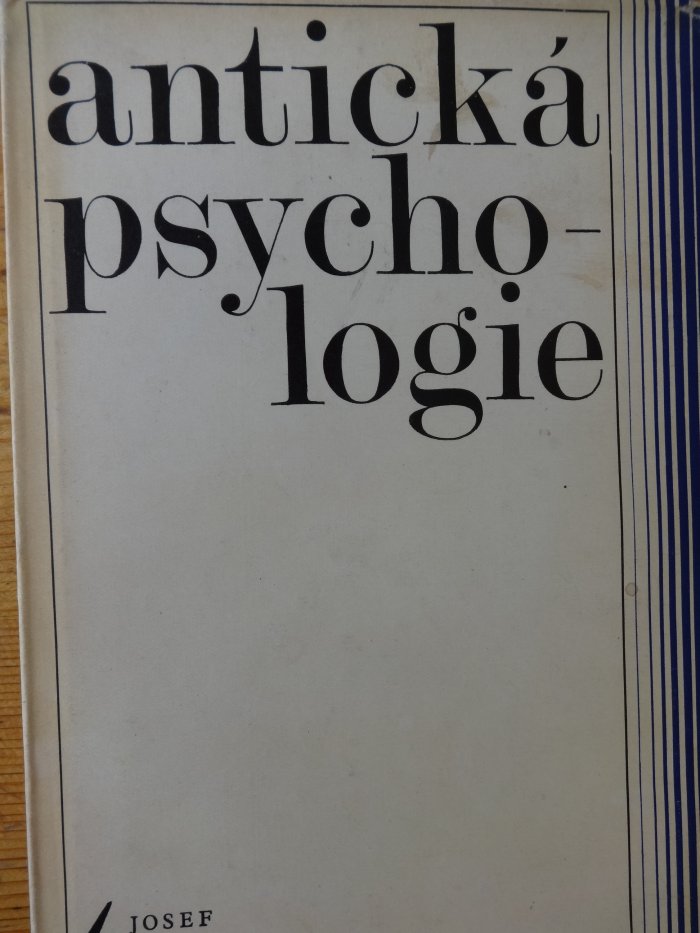 antická
psycho-
logie
JOSEF